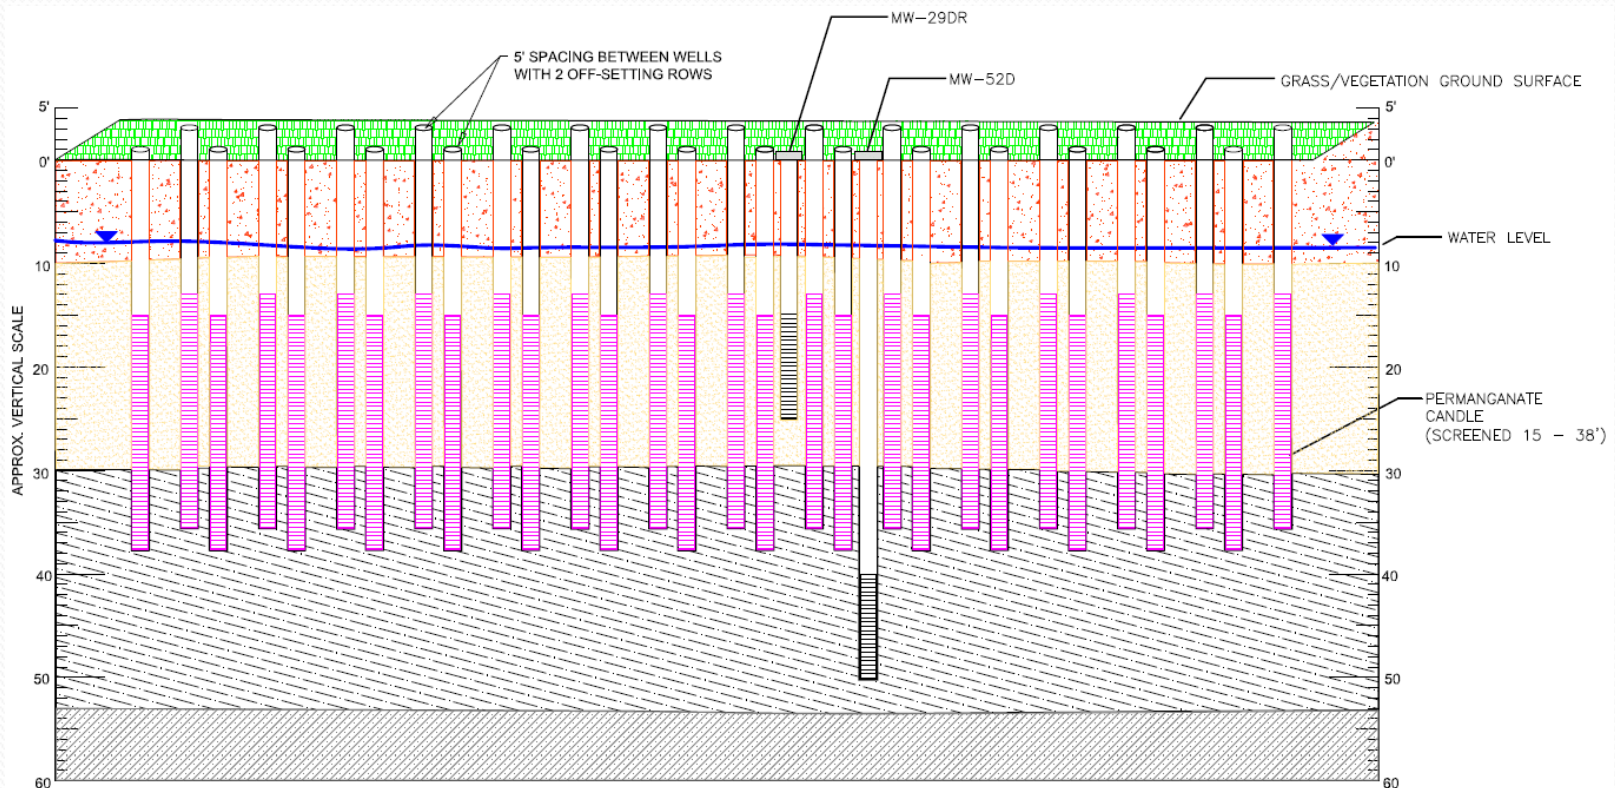 MW-29DR
5' SPACING BETWEEN WELLS
WITH 2 OFF-SETTING ROWS
MW-52D
GRASS/VEGETATION GROUND SURFACE
5'
5'
0'
0'
WATER LEVEL
10
10
APPROX. VERTICAL SCALE
20
20
PERMANGANATE
CANDLE
(SCREENED 15 - 38')
30
30
40
40
50
50
60
60